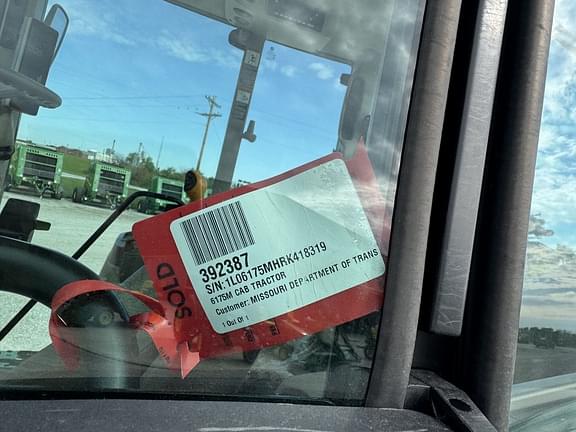 392387
S/N:1L06175MHRK418319
6175M CAB TRACTOR
Customer: MISSOURI DEPARTMENT OF TRANS
1 Out Of 1
SOLD